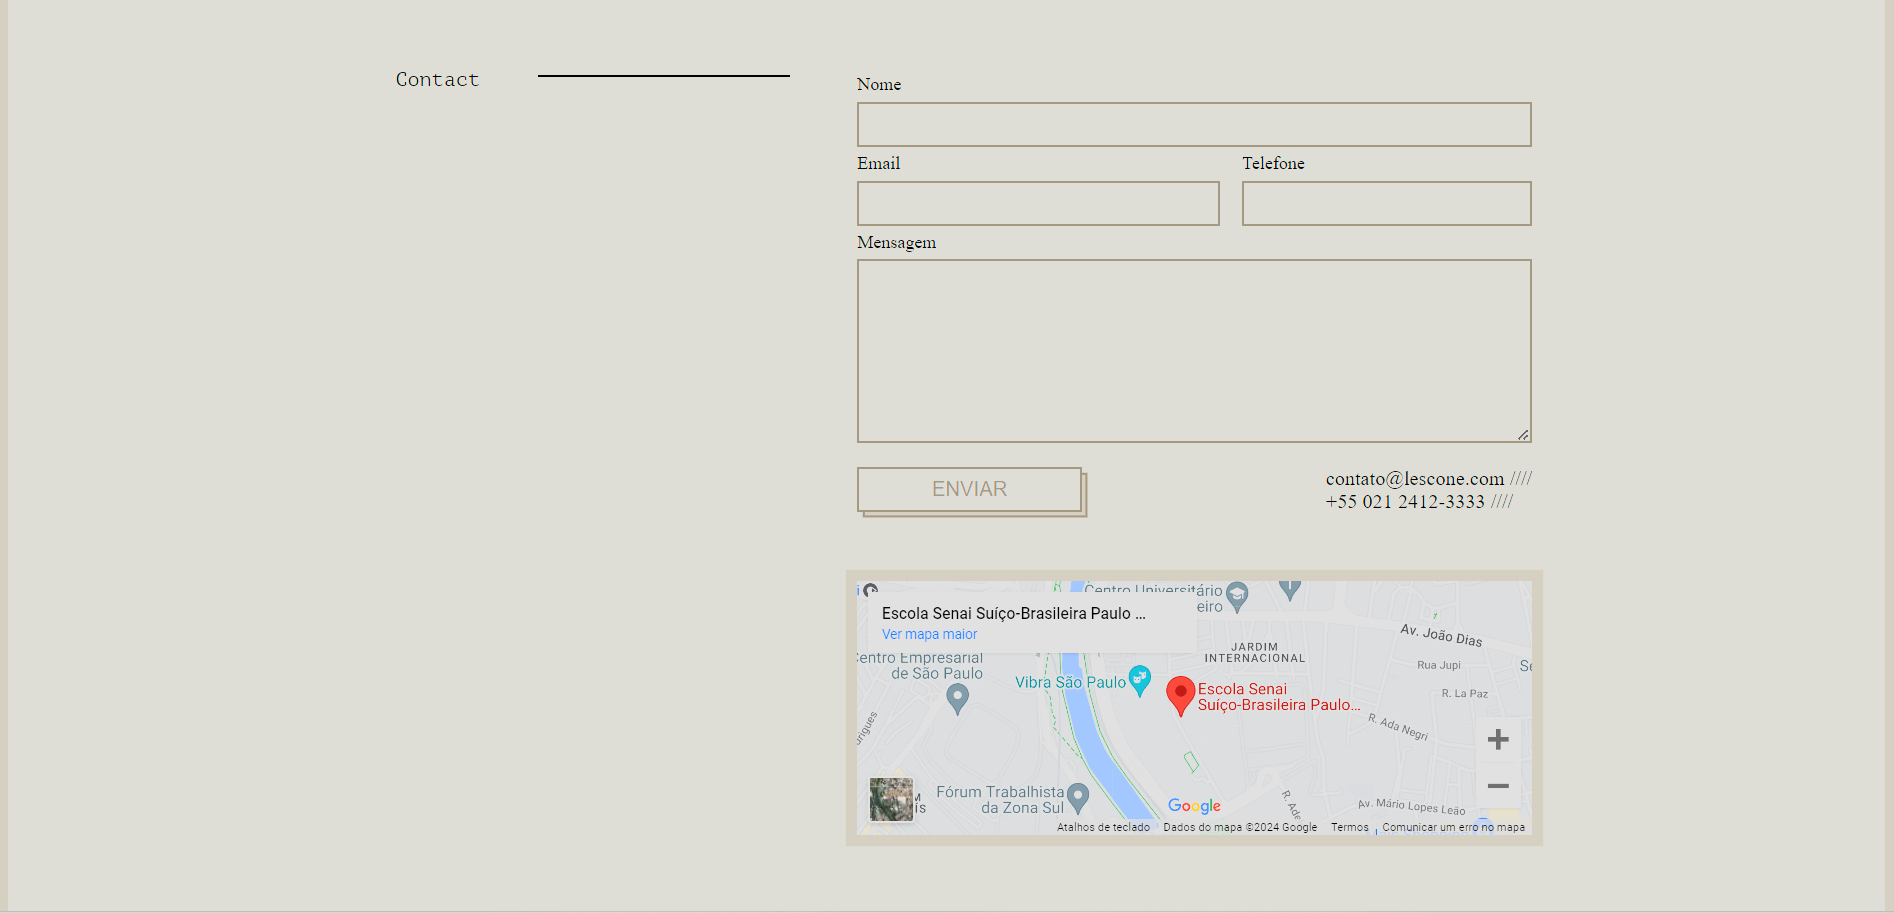 Contact
Nome
Email
Telefone
Mensagem
ENVIAR
contato@lescone.com ////
+55 021 2412-3333 ////
Centro Universitário
eiro
Escola Senai Suíço-Brasileira Paulo ...
Ver mapa maior
Av. João Dias
JARDIM
INTERNACIONAL
Centro Empresarial
de São Paulo
Rua Jupi
Vibra São Paulo
Escola Senai
Suíço-Brasileira Paulo...
R. La Paz
R. Ada Negri
drigues
Fórum Trabalhista
da Zona Sul
R. Ade
Av. Mário Lopes Leão
Google
Atalhos de teclado
Dados do mapa ©2024 Google
Termos
Comunicar um erro no mapa